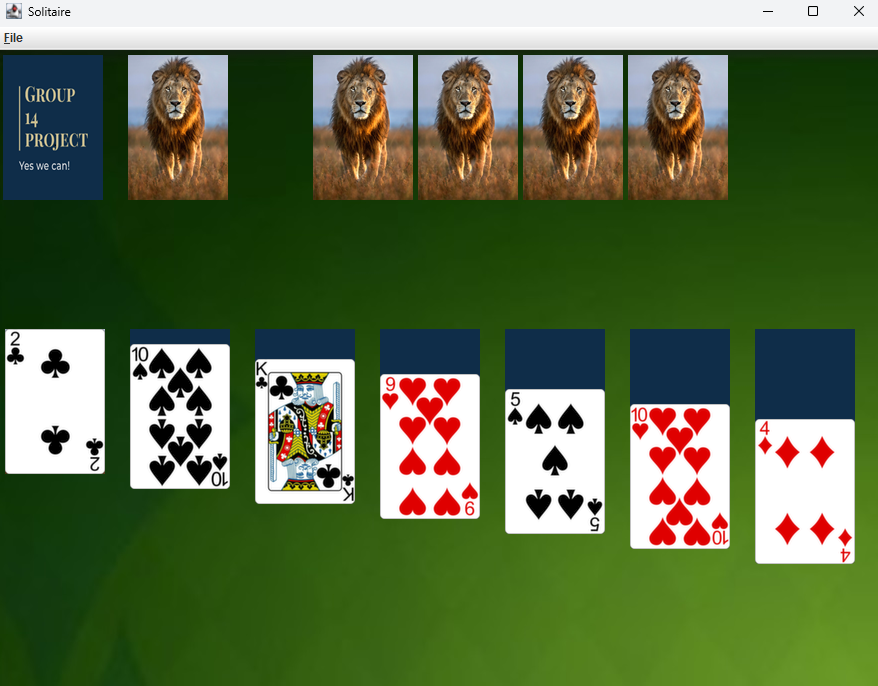 Solitaire
File
GROUP
14
PROJECT
Yes we can!
2
2
10
10
K
K
9
9
5
5
10
10
4
4